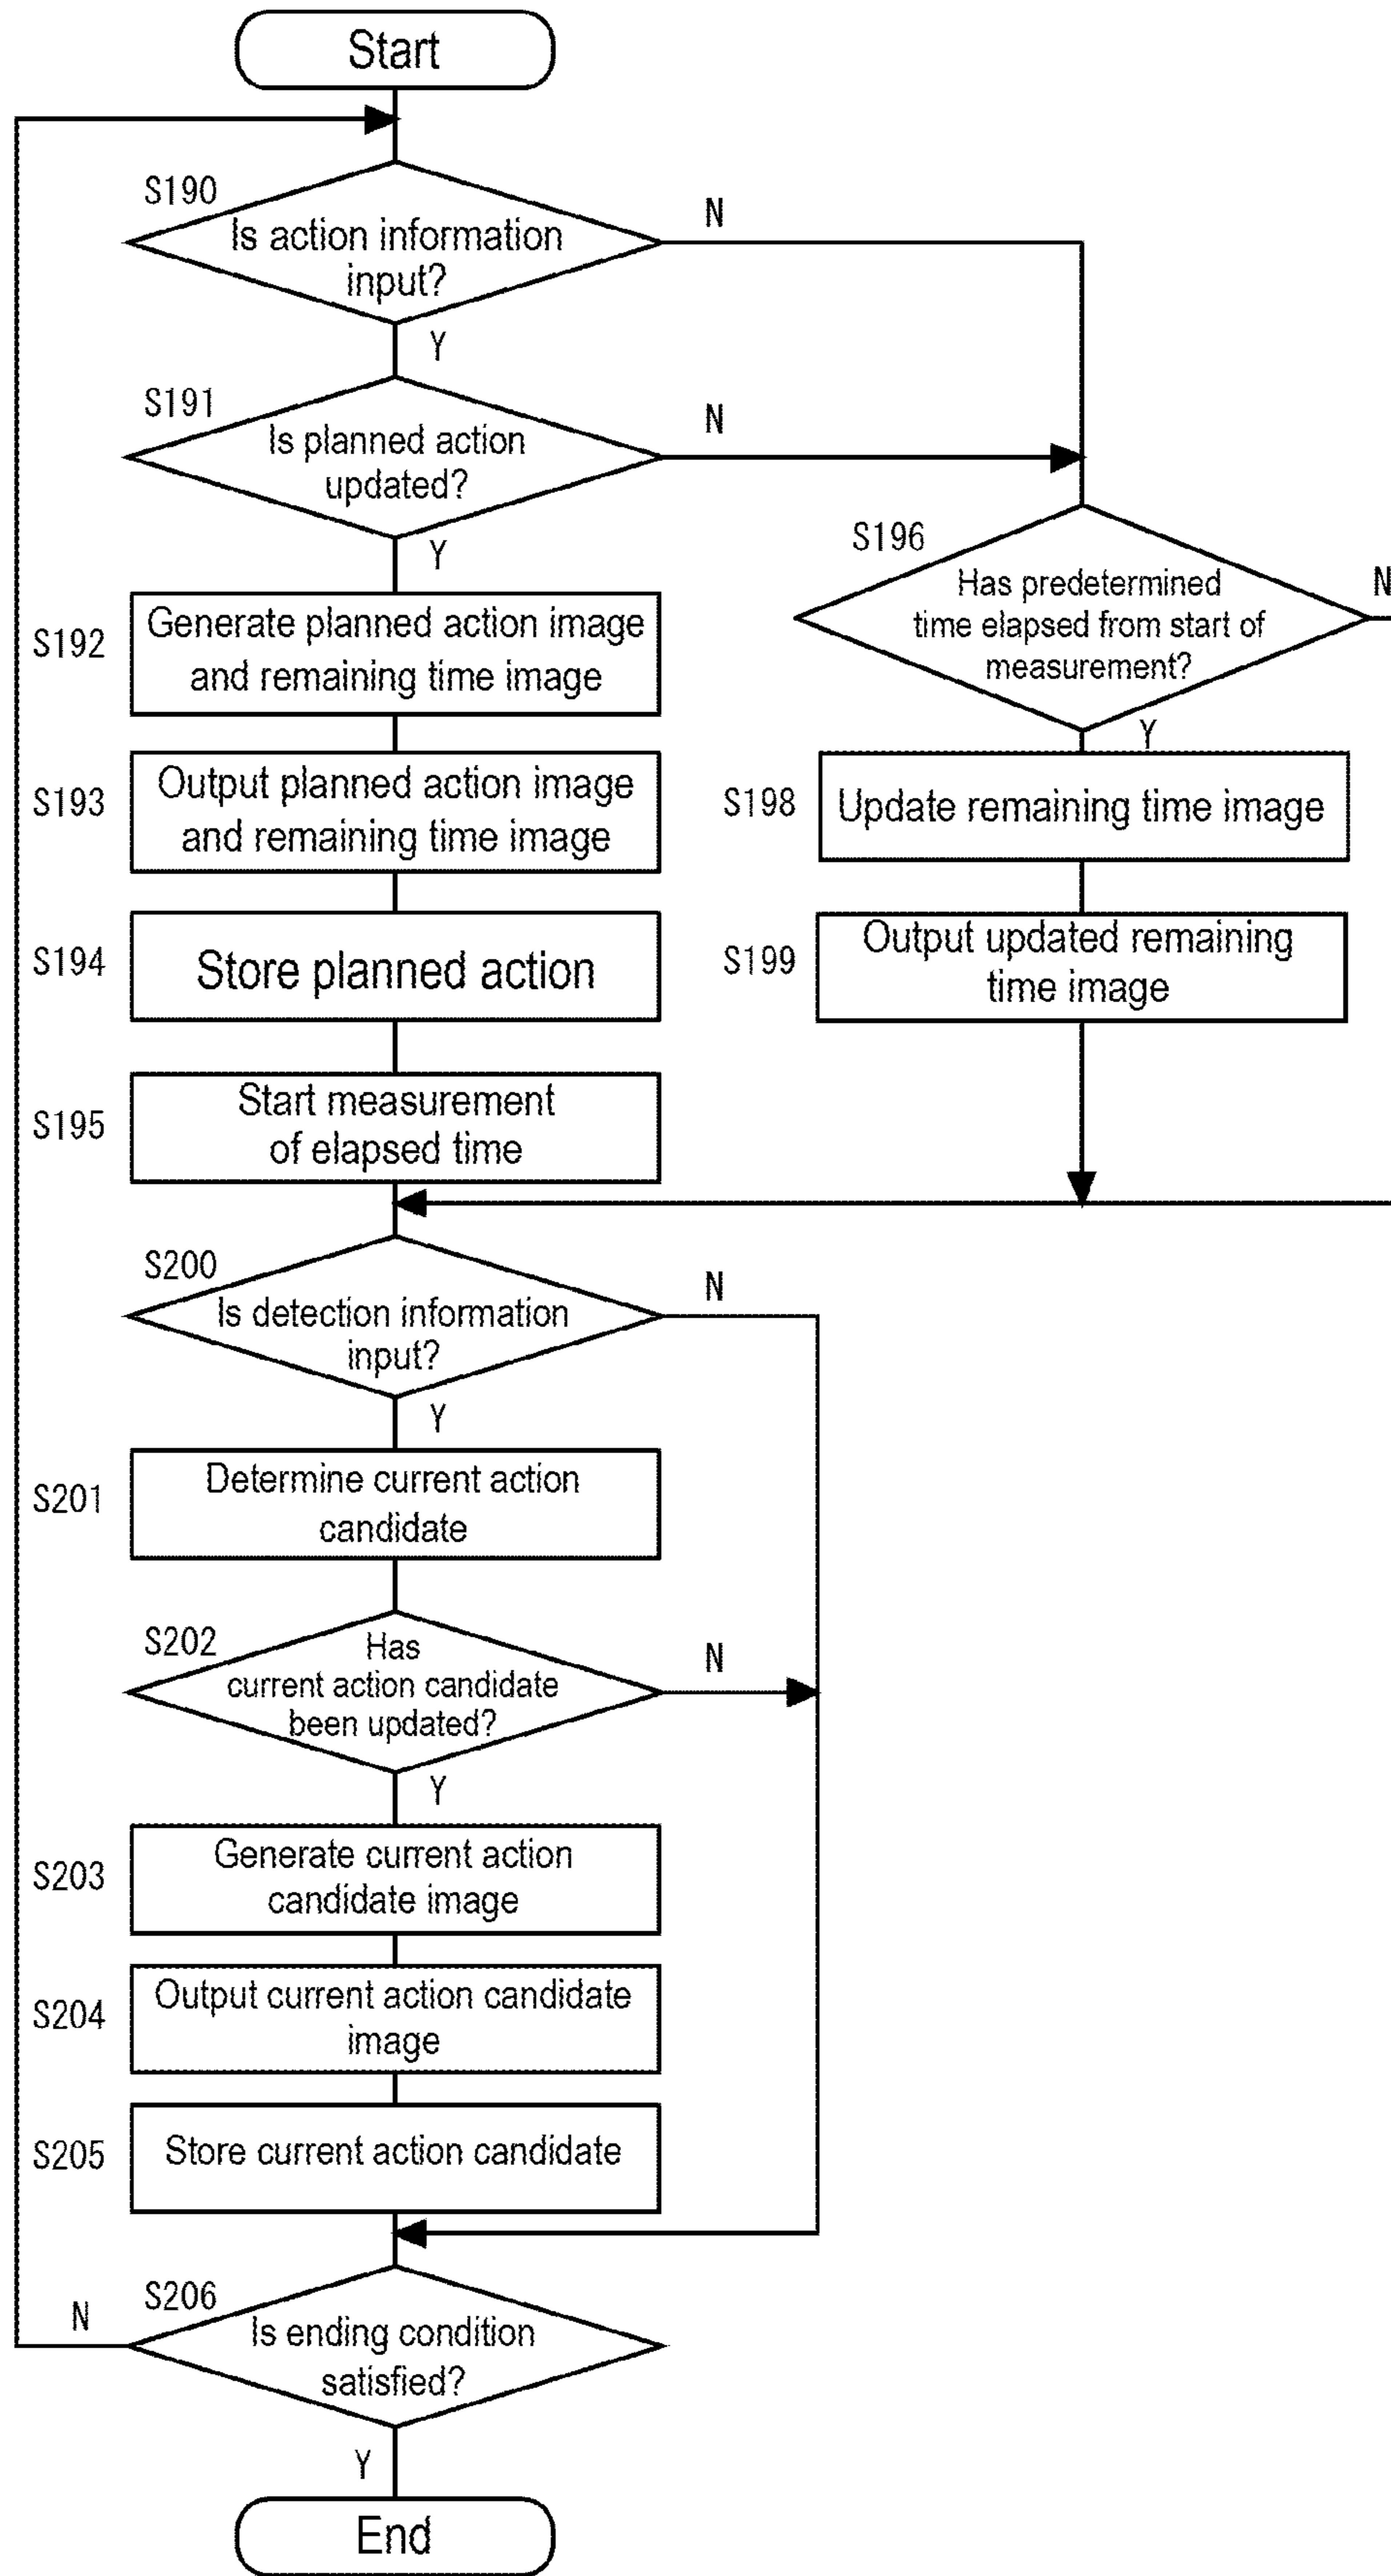 Start
S190
Is action information
input?
N
Y
S191
Is planned action
updated?
N
Y
S192
Generate planned action image
and remaining time image
S193
Output planned action image
and remaining time image
S194
Store planned action
S195
Start measurement
of elapsed time
S196
Has predetermined
time elapsed from start of
measurement?
N
Y
S198
Update remaining time image
S199
Output updated remaining
time image
S200
Is detection information
input?
N
Y
S201
Determine current action
candidate
S202
Has
current action candidate
been updated?
N
Y
S203
Generate current action
candidate image
S204
Output current action candidate
image
S205
Store current action candidate
S206
Is ending condition
satisfied?
N
Y
End